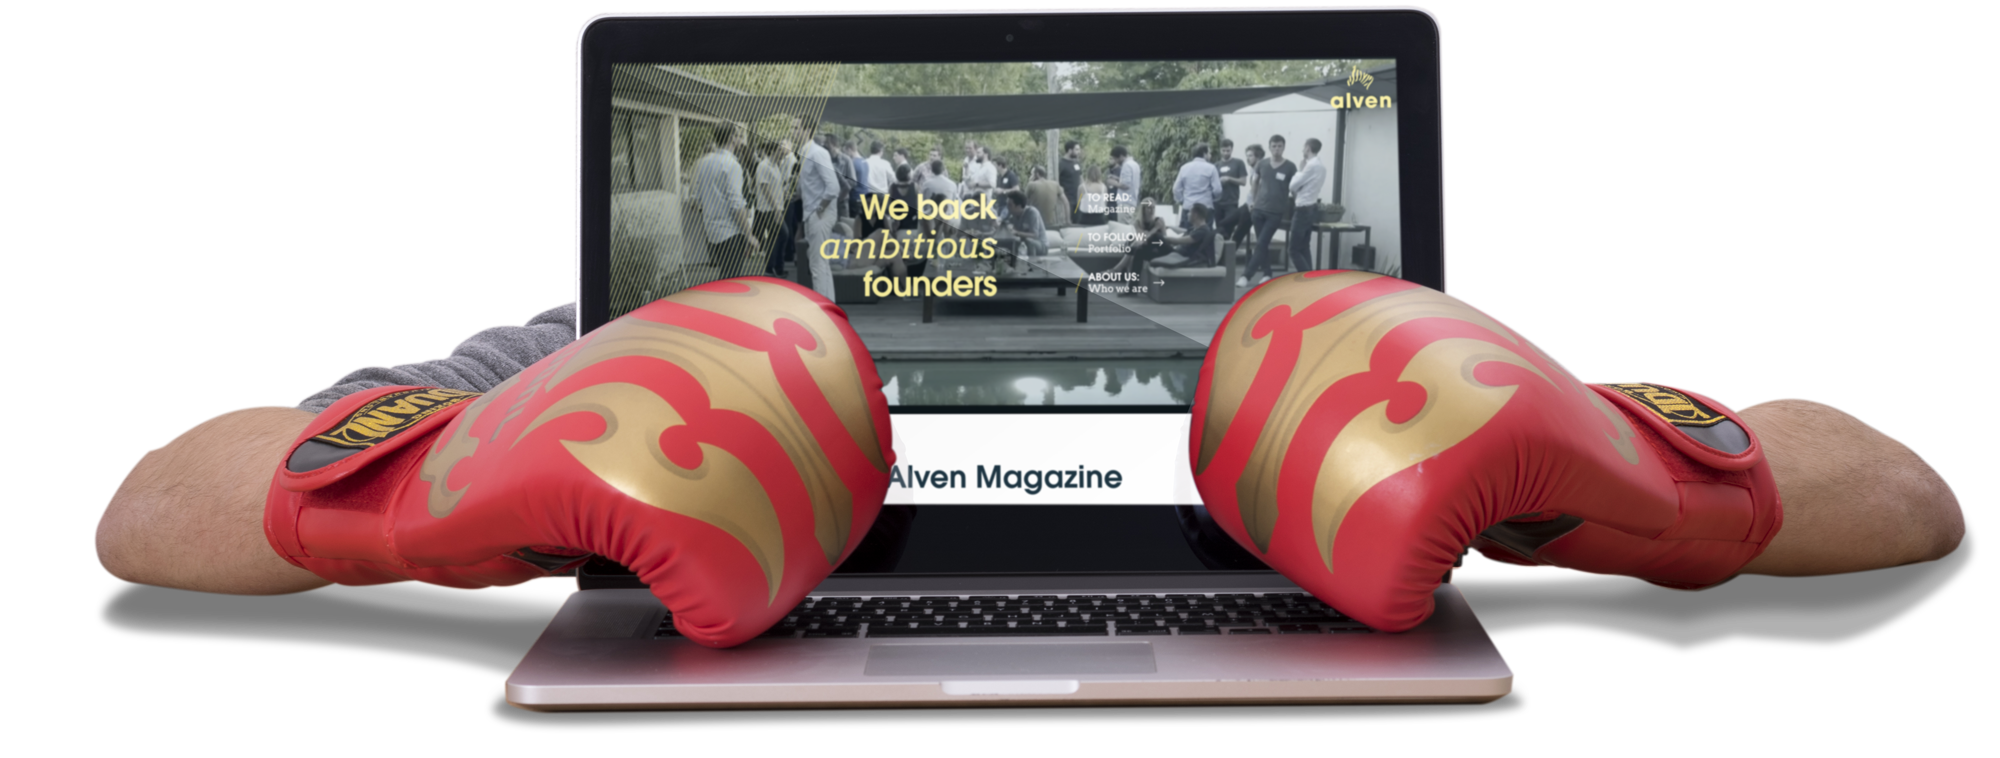 alven
We back
ambitious
founders
TO READ:
Magazine →
TO FOLLOW:
Portfolio →
ABOUT US:
Who we are →
Alven Magazine